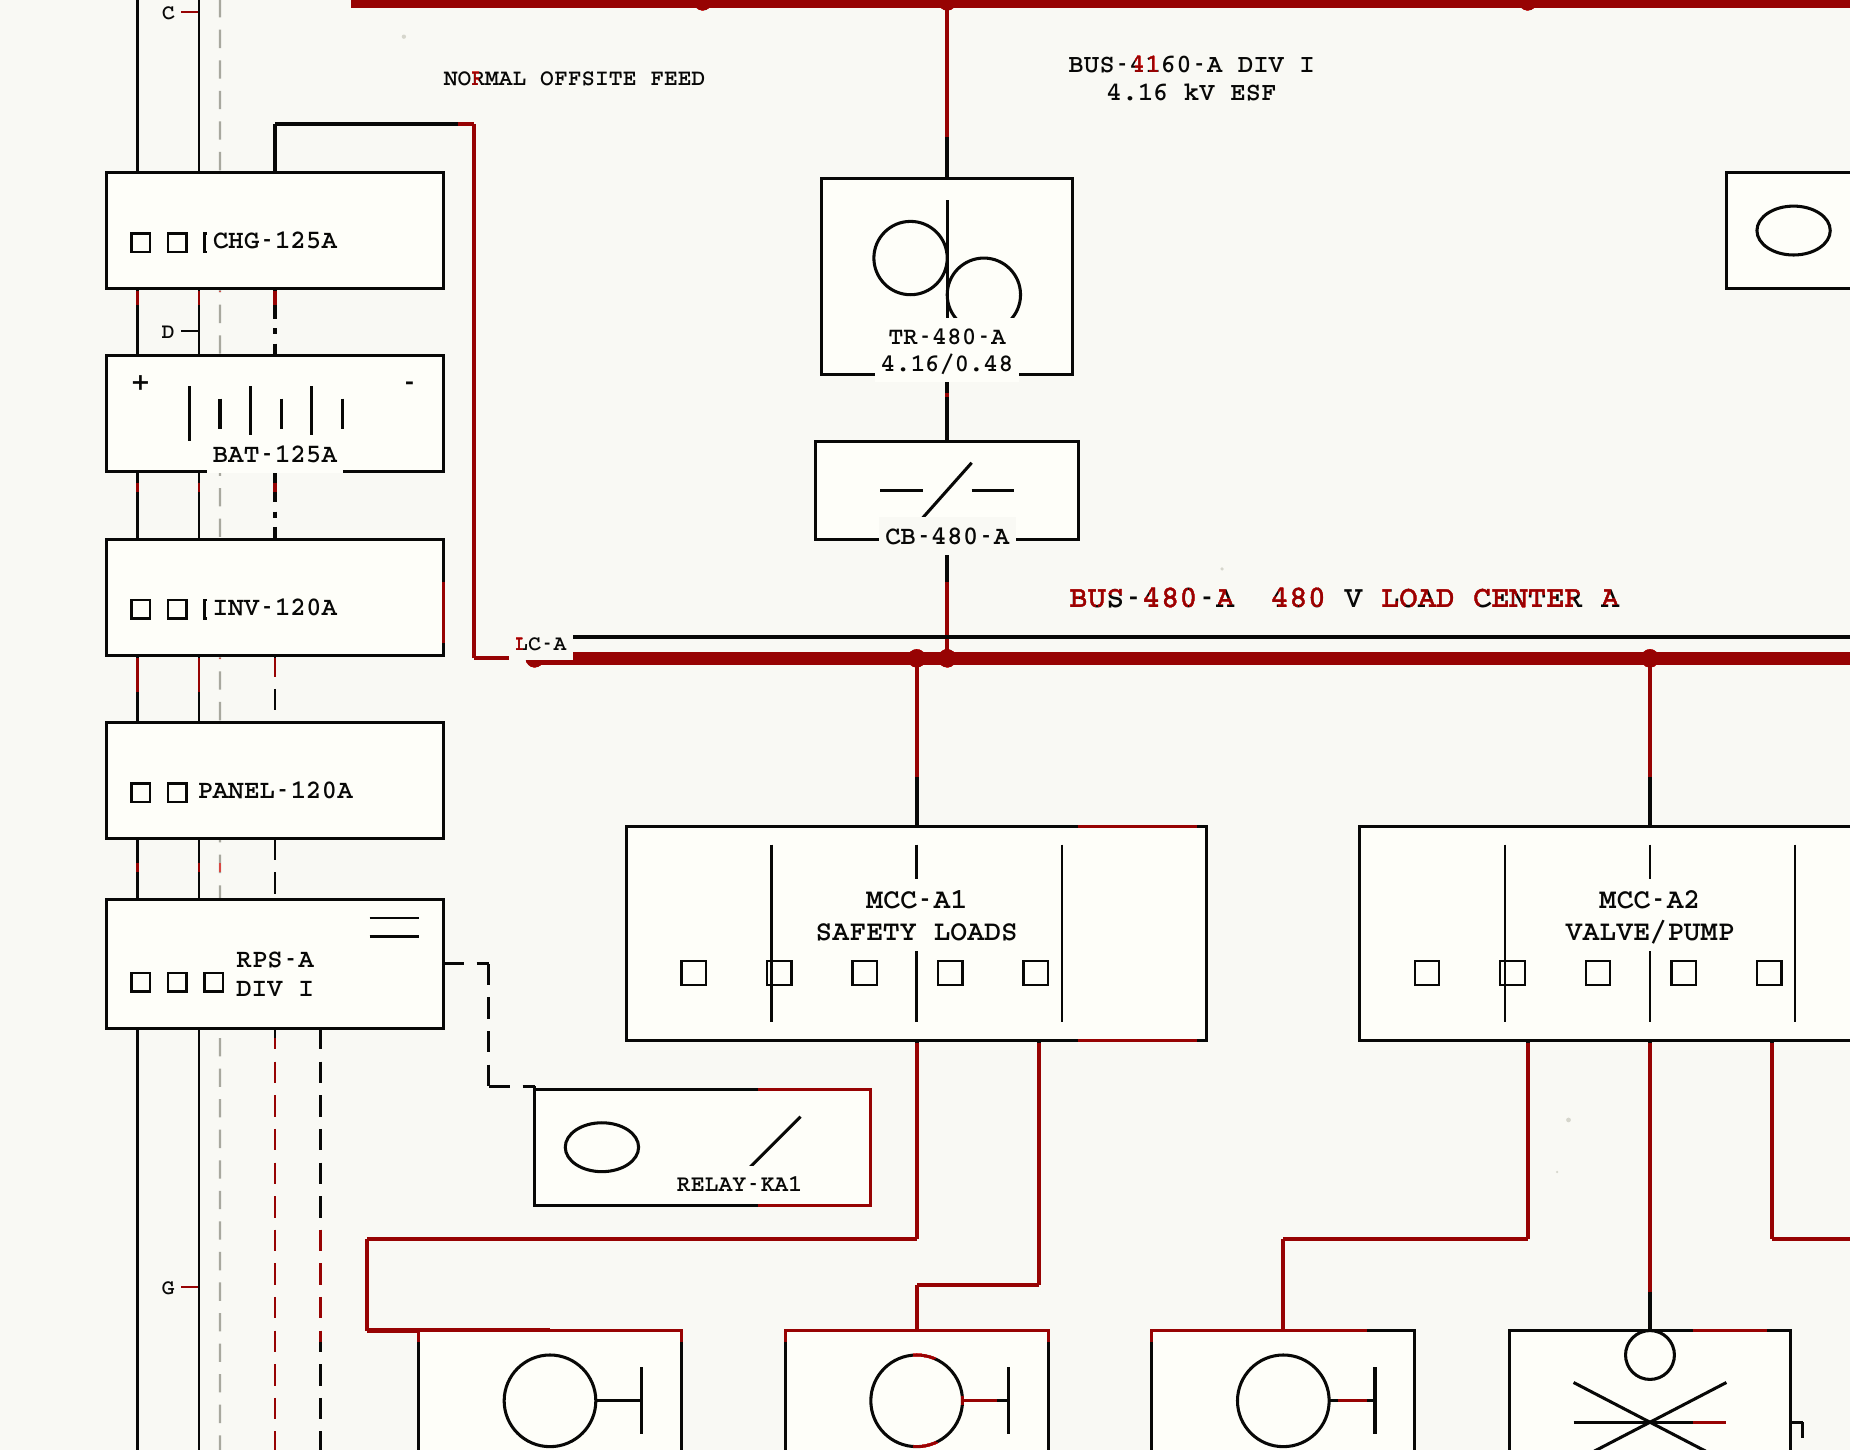 C
NORMAL OFFSITE FEED
BUS-4160-A DIV I
4.16 kV ESF
CHG-125A
TR-480-A
4.16/0.48
D
+ -
BAT-125A
CB-480-A
INV-120A
BUS-480-A 480 V LOAD CENTER A
LC-A
PANEL-120A
MCC-A1
SAFETY LOADS
MCC-A2
VALVE/PUMP
RPS-A
DIV I
RELAY-KA1
G